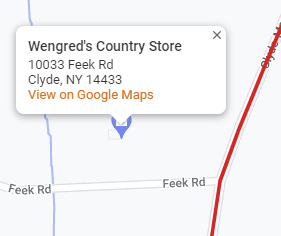 Wengred's Country Store
10033 Feek Rd
Clyde, NY 14433
View on Google Maps
Feek Rd
Feek Rd